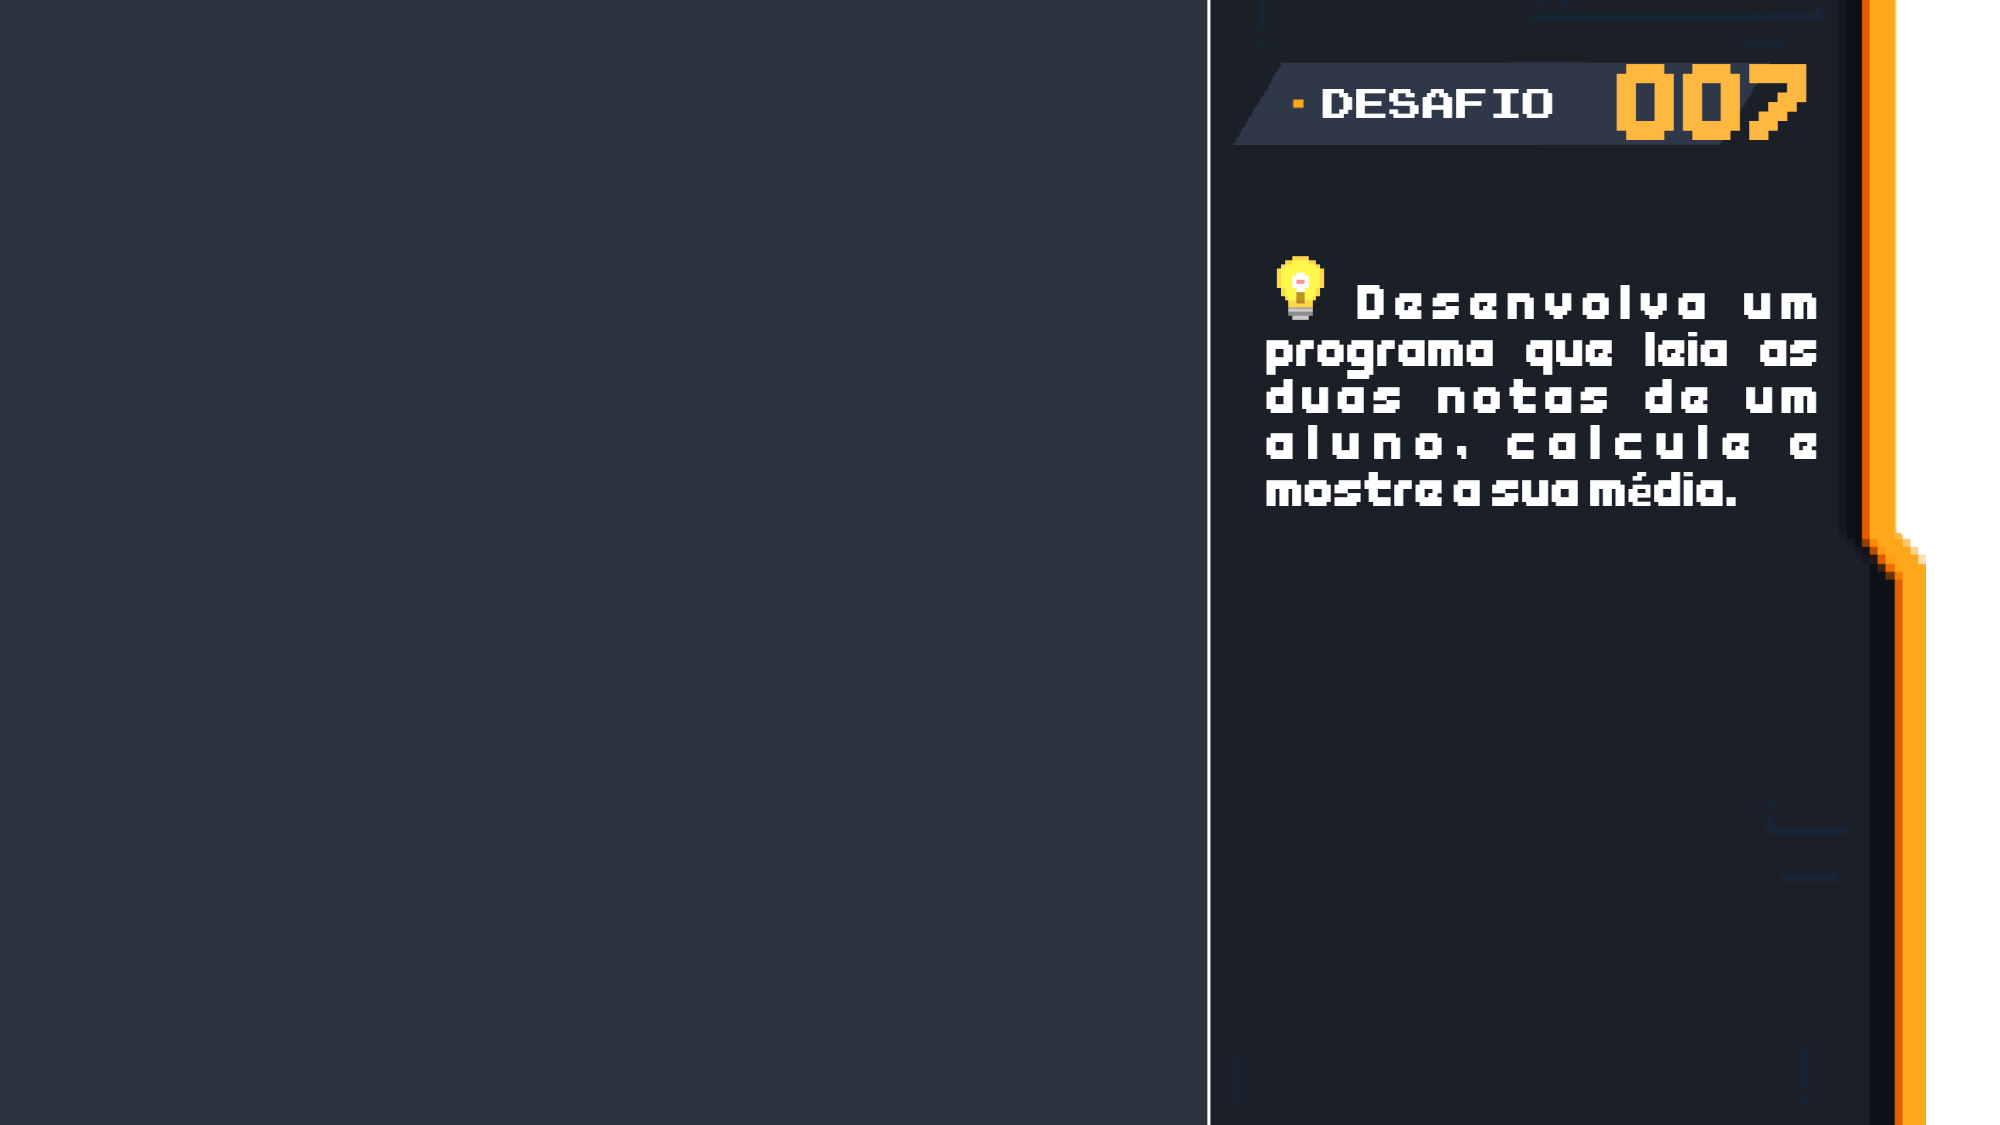 DESAFIO 007
Desenvolva um
programa que leia as
duas notas de um
aluno, calcule e
mostre a sua média.